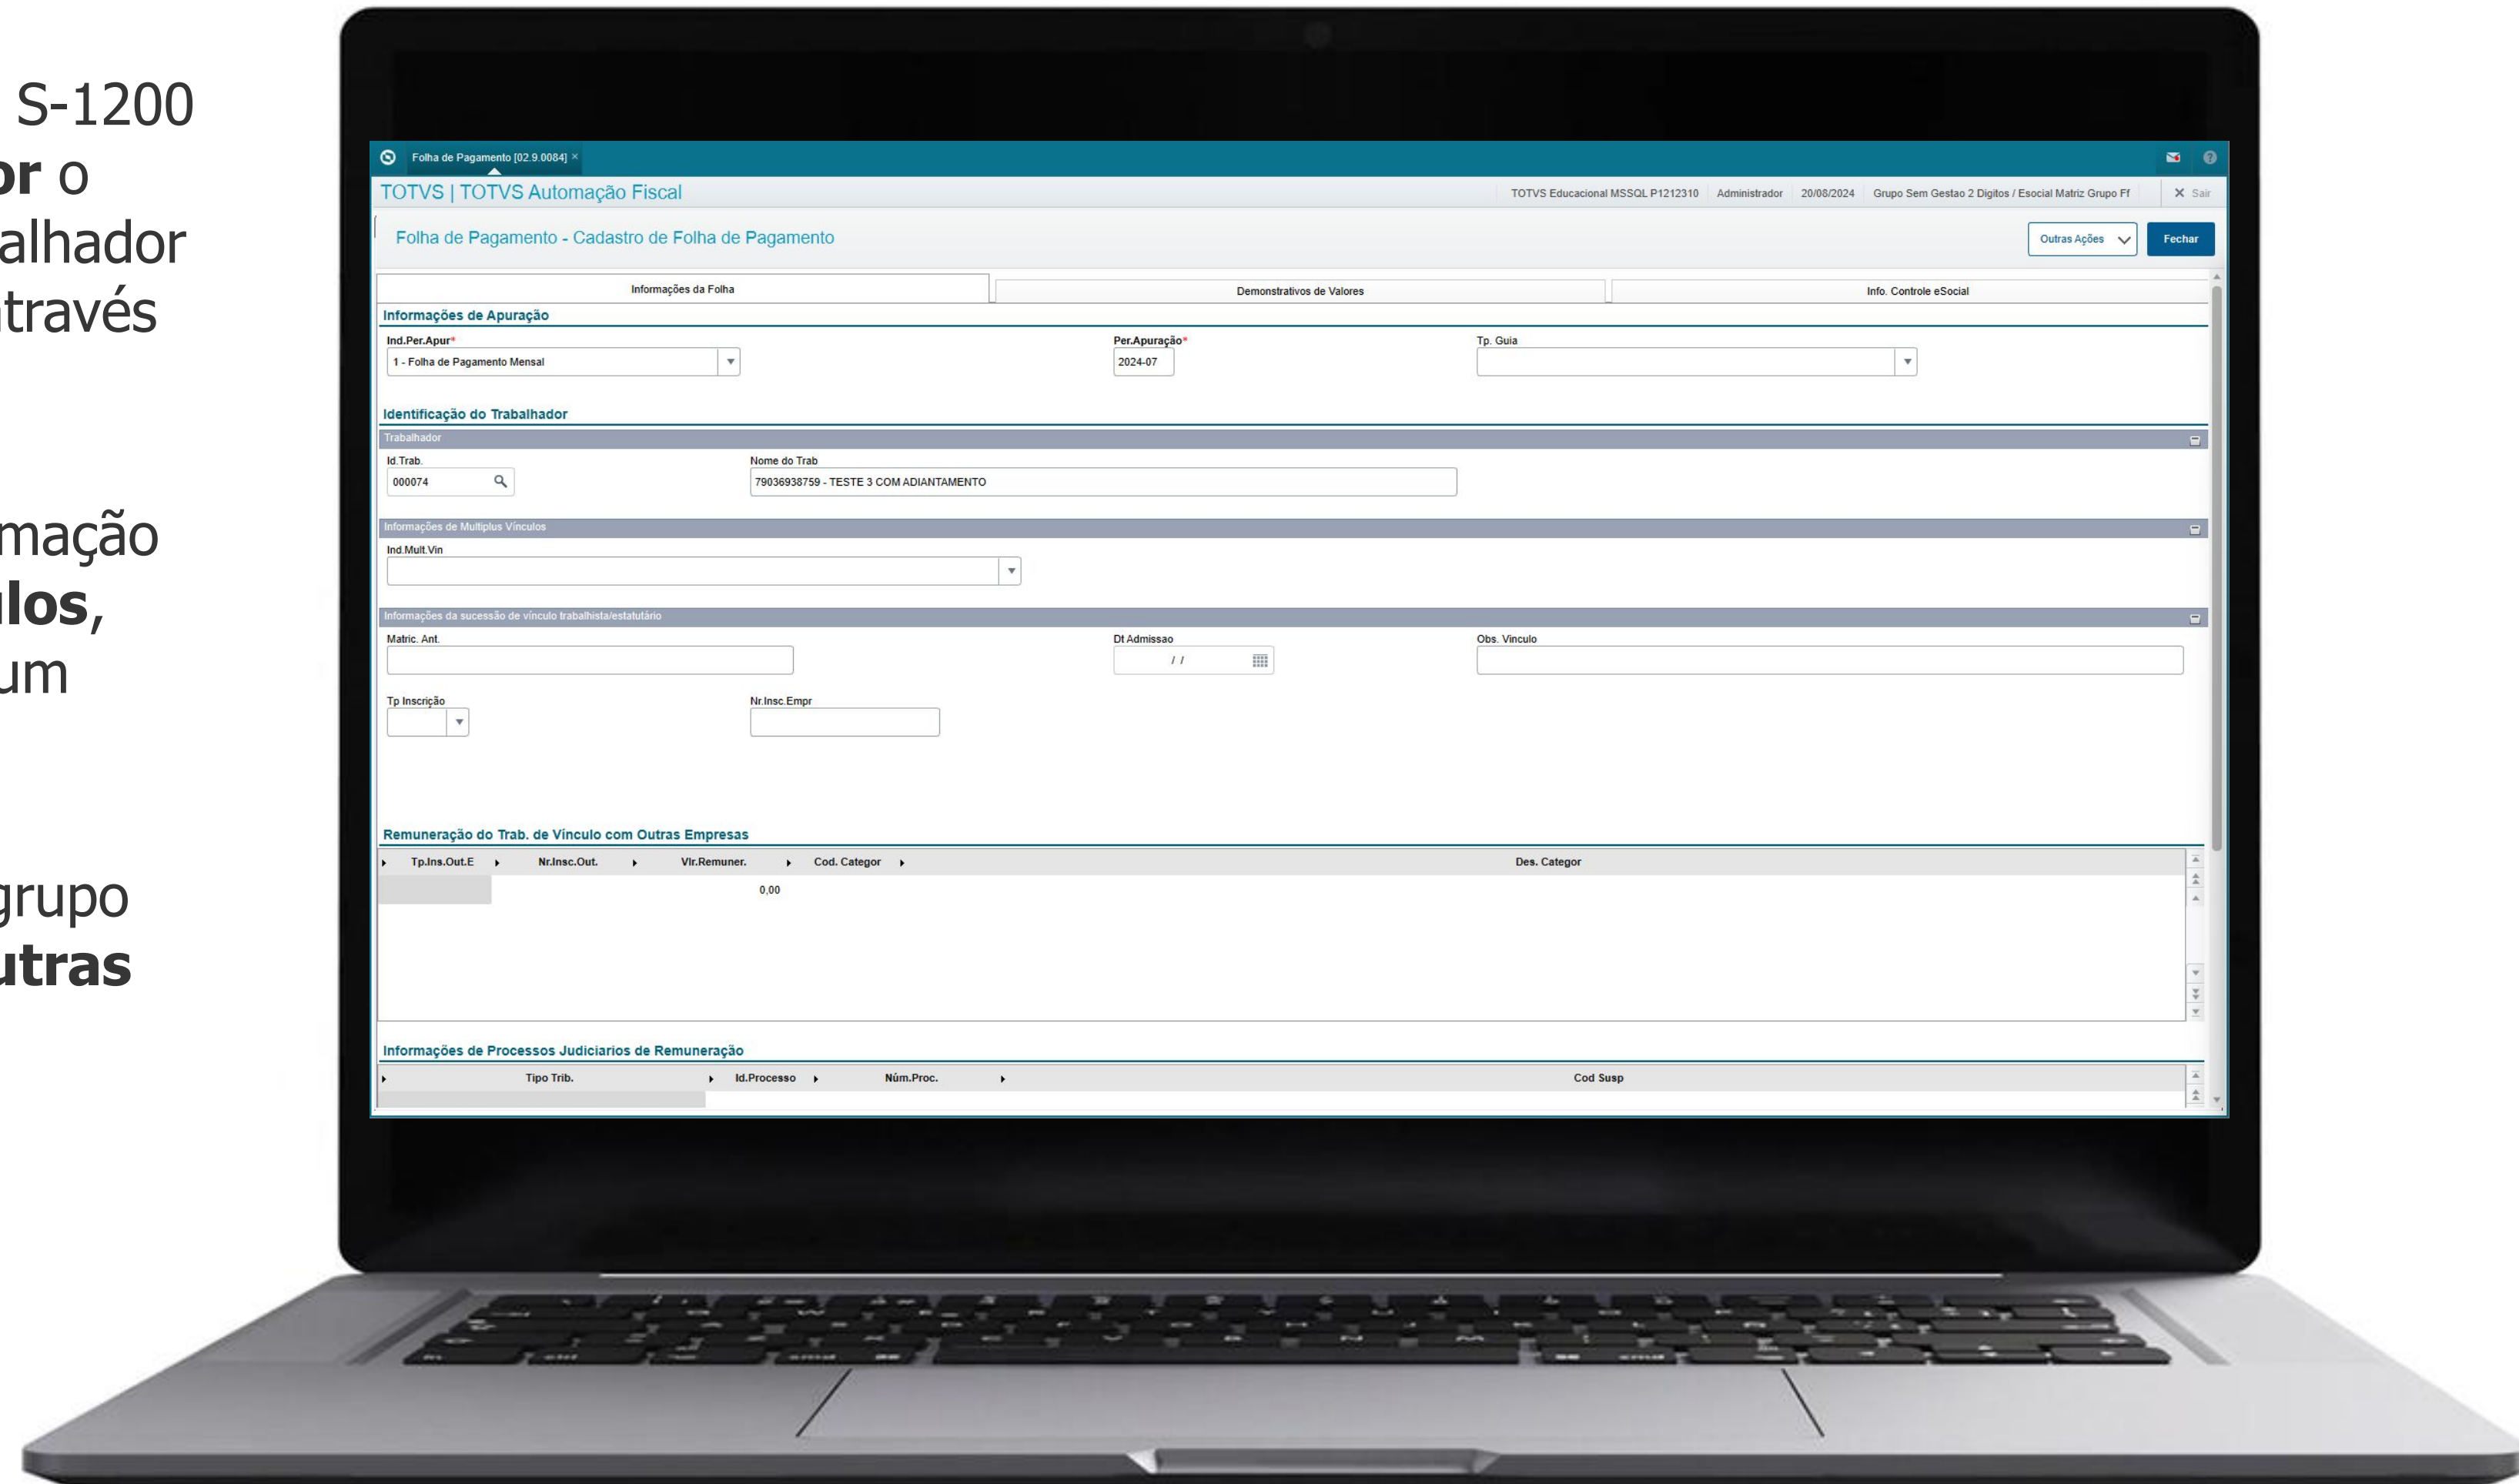 S-1200
or o
alhador
través
mação
ulos,
um
grupo
utras
Folha de Pagamento [02.9.0084] ×
TOTVS | TOTVS Automação Fiscal
TOTVS Educacional MSSQL P1212310 Administrador 20/08/2024 Grupo Sem Gestao 2 Digitos / Esocial Matriz Grupo Ff X Sair
Folha de Pagamento - Cadastro de Folha de Pagamento
Outras Ações Fechar
Informações da Folha Demonstrativos de Valores Info. Controle eSocial
Informações de Apuração
Ind.Per.Apur* Per.Apuração* Tp. Guia
1 - Folha de Pagamento Mensal 2024-07
Identificação do Trabalhador
Trabalhador
Id.Trab. Nome do Trab
000074 79036938759 - TESTE 3 COM ADIANTAMENTO
Informações de Multiplus Vínculos
Ind.Mult.Vin
Informações da sucessão de vínculo trabalhista/estatutário
Matric. Ant. Dt Admissao Obs. Vinculo
/ /
Tp Inscrição Nr.Insc.Empr
Remuneração do Trab. de Vínculo com Outras Empresas
Tp.Ins.Out.E Nr.Insc.Out. Vlr.Remuner. Cod. Categor Des. Categor
0,00
Informações de Processos Judiciarios de Remuneração
Tipo Trib. Id.Processo Núm.Proc. Cod Susp